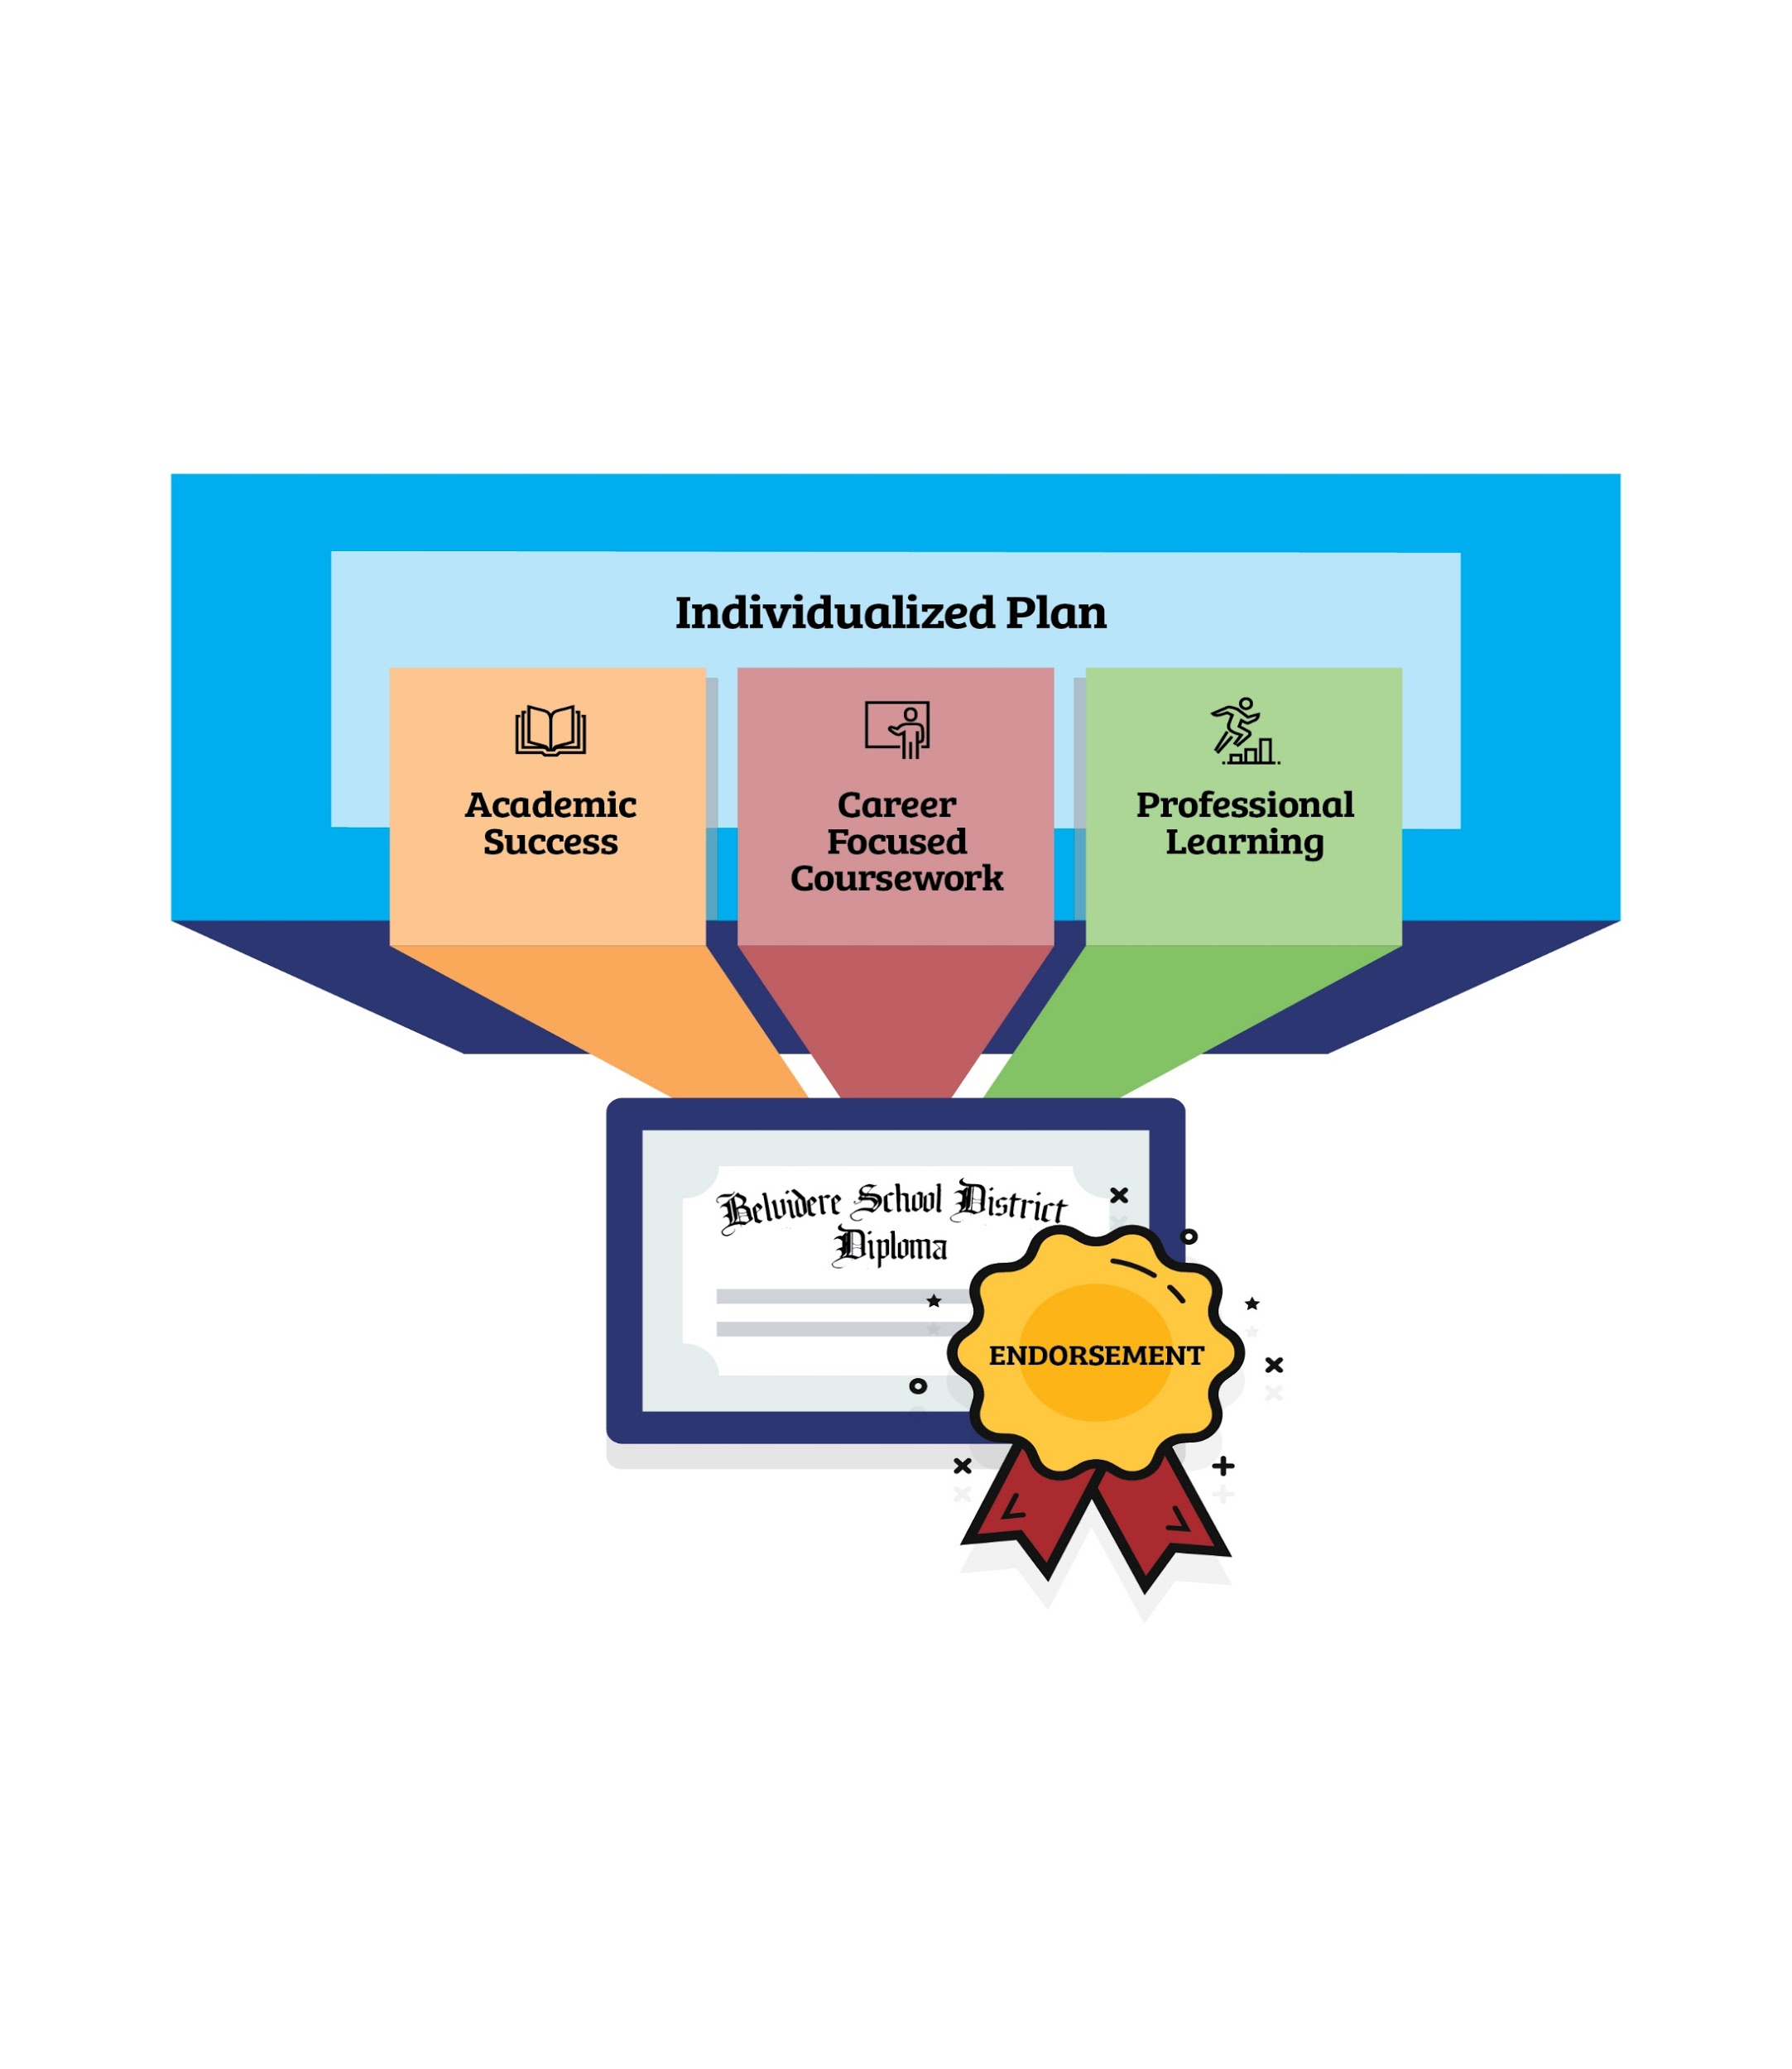 Individualized Plan
Academic
Success
Career
Focused
Coursework
Professional
Learning
Belvidere School District
Diploma
ENDORSEMENT